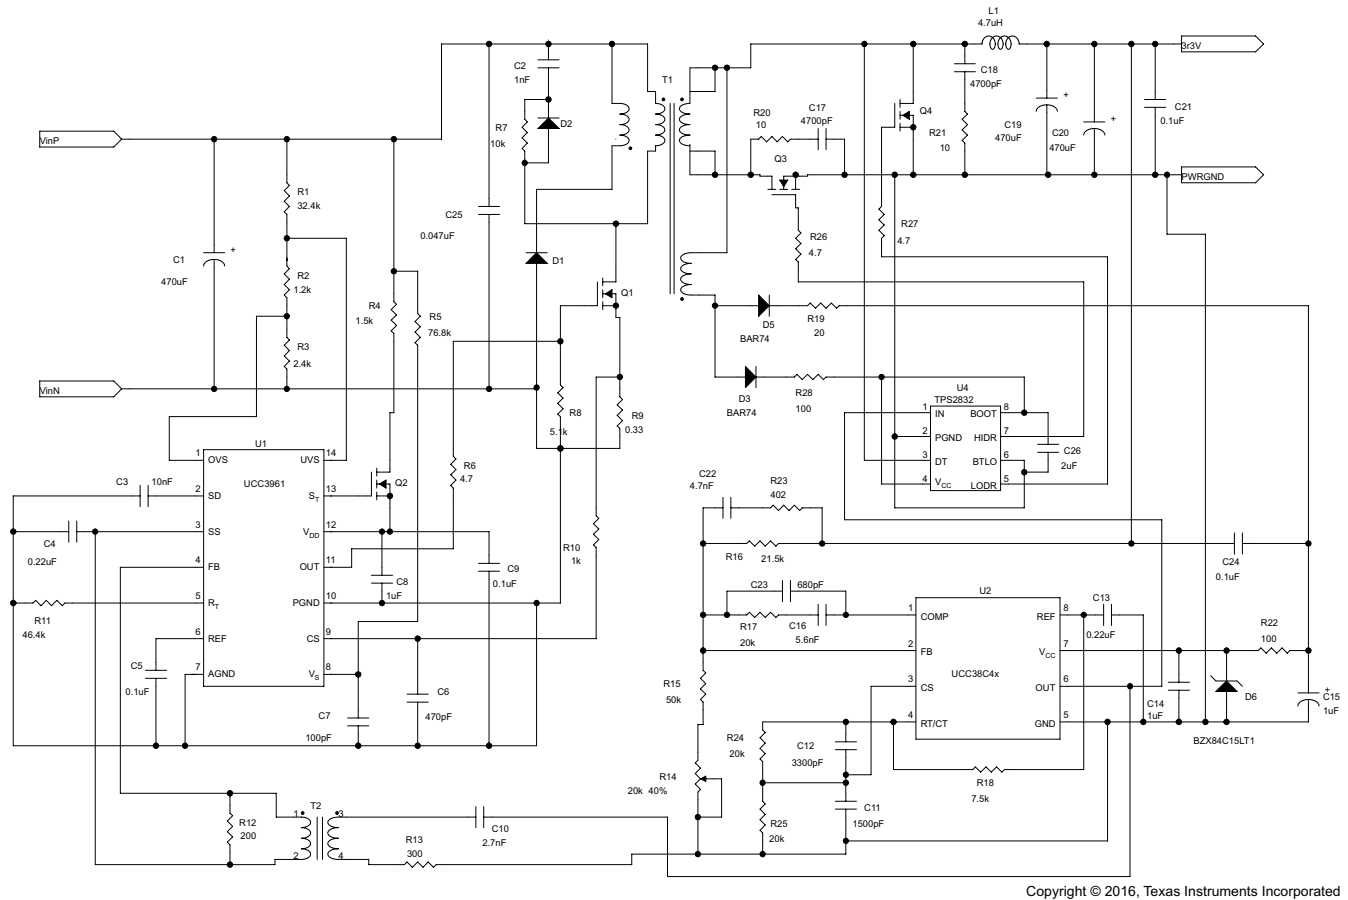 L1
4.7uH
3r3V
C2
1nF
T1
C18
4700pF
R20
10
C17
4700pF
Q4
C21
0.1uF
R7
10k
D2
C19
470uF
C20
470uF
+
+
R21
10
VinP
Q3
PWRGND
R1
32.4k
C25
0.047uF
R27
4.7
R26
4.7
C1
470uF
+
R2
1.2k
D1
Q1
R4
1.5k
R5
76.8k
D5
BAR74
R19
20
R3
2.4k
VinN
D3
BAR74
R28
100
U4
TPS2832
R8
5.1k
R9
0.33
1 IN BOOT 8
2 PGND HIDR 7
3 DT BTLO 6
4 VCC LODR 5
C26
2uF
U1
UCC3961
1 OVS UVS 14
2 SD ST 13
3 SS VDD 12
4 FB OUT 11
5 RT PGND 10
6 REF CS 9
7 AGND VS 8
C3 10nF
Q2
R6
4.7
C22
4.7nF
R23
402
C4
0.22uF
R10
1k
R16 21.5k
C24
0.1uF
C8
1uF
C9
0.1uF
C23 680pF
U2
UCC38C4x
1 COMP REF 8
2 FB VCC 7
3 CS OUT 6
4 RT/CT GND 5
C13
0.22uF
R11
46.4k
R17
20k
C16
5.6nF
R22
100
C5
0.1uF
R15
50k
C6
470pF
C14
1uF
D6
BZX84C15LT1
+
C15
1uF
C7
100pF
R24
20k
C12
3300pF
R14
20k 40%
R18
7.5k
C11
1500pF
R25
20k
R12
200
T2
1 3
2 4
C10
2.7nF
R13
300
Copyright © 2016, Texas Instruments Incorporated